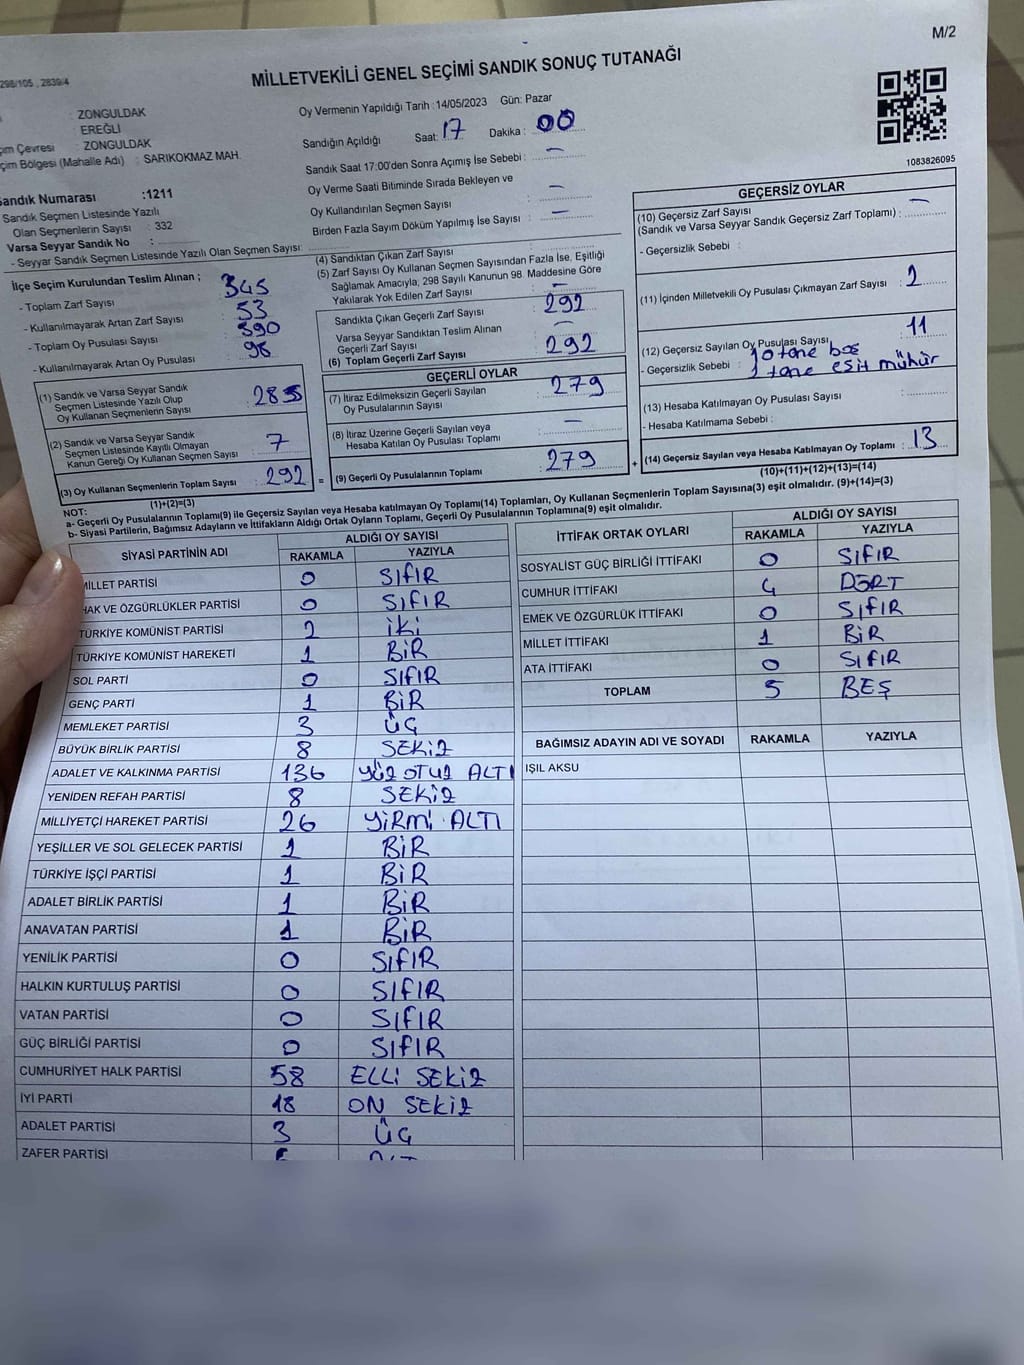 M/2
298/105 , 2839/4
MİLLETVEKİLİ GENEL SEÇİMİ SANDIK SONUÇ TUTANAĞI
: ZONGULDAK
: EREĞLİ
çim Çevresi : ZONGULDAK
çim Bölgesi (Mahalle Adı) : SARIKOKMAZ MAH.
Sandık Numarası :1211
Sandık Seçmen Listesinde Yazılı
Olan Seçmenlerin Sayısı : 332
Varsa Seyyar Sandık No :
- Seyyar Sandık Seçmen Listesinde Yazılı Olan Seçmen Sayısı:
Oy Vermenin Yapıldığı Tarih :14/05/2023 Gün: Pazar
Sandığın Açıldığı Saat: 17 Dakika : 00
Sandık Saat 17:00'den Sonra Açımış İse Sebebi : –
Oy Verme Saati Bitiminde Sırada Bekleyen ve
Oy Kullandırılan Seçmen Sayısı : –
Birden Fazla Sayım Döküm Yapılmış İse Sayısı : –
1083826095
İlçe Seçim Kurulundan Teslim Alınan ;
- Toplam Zarf Sayısı : 345
- Kullanılmayarak Artan Zarf Sayısı : 53
- Toplam Oy Pusulası Sayısı : 390
- Kullanılmayarak Artan Oy Pusulası : 98
(1) Sandık ve Varsa Seyyar Sandık
Seçmen Listesinde Yazılı Olup
Oy Kullanan Seçmenlerin Sayısı : 285
(2) Sandık ve Varsa Seyyar Sandık
Seçmen Listesinde Kayıtlı Olmayan
Kanun Gereği Oy Kullanan Seçmen Sayısı : 7
(3) Oy Kullanan Seçmenlerin Toplam Sayısı : 292
(1)+(2)=(3)
(4) Sandıktan Çıkan Zarf Sayısı :
(5) Zarf Sayısı Oy Kullanan Seçmen Sayısından Fazla İse, Eşitliği
Sağlamak Amacıyla, 298 Sayılı Kanunun 98. Maddesine Göre
Yakılarak Yok Edilen Zarf Sayısı : –
Sandıkta Çıkan Geçerli Zarf Sayısı : 292
Varsa Seyyar Sandıktan Teslim Alınan
Geçerli Zarf Sayısı : –
(6) Toplam Geçerli Zarf Sayısı : 292
GEÇERLİ OYLAR
(7) İtiraz Edilmeksizin Geçerli Sayılan
Oy Pusulalarının Sayısı : 279
(8) İtiraz Üzerine Geçerli Sayılan veya
Hesaba Katılan Oy Pusulası Toplamı : –
= (9) Geçerli Oy Pusulalarının Toplamı : 279
GEÇERSİZ OYLAR
(10) Geçersiz Zarf Sayısı
(Sandık ve Varsa Seyyar Sandık Geçersiz Zarf Toplamı) : –
- Geçersizlik Sebebi :
(11) İçinden Milletvekili Oy Pusulası Çıkmayan Zarf Sayısı : 2
(12) Geçersiz Sayılan Oy Pusulası Sayısı : 11
- Geçersizlik Sebebi : 10 tane boş
1 tane eşit mühür
(13) Hesaba Katılmayan Oy Pusulası Sayısı :
- Hesaba Katılmama Sebebi :
+ (14) Geçersiz Sayılan veya Hesaba Katılmayan Oy Toplamı : 13
(10)+(11)+(12)+(13)=(14)
NOT:
a- Geçerli Oy Pusulalarının Toplamı(9) ile Geçersiz Sayılan veya Hesaba katılmayan Oy Toplamı(14) Toplamları, Oy Kullanan Seçmenlerin Toplam Sayısına(3) eşit olmalıdır. (9)+(14)=(3)
b- Siyasi Partilerin, Bağımsız Adayların ve İttifakların Aldığı Ortak Oyların Toplamı, Geçerli Oy Pusulalarının Toplamına(9) eşit olmalıdır.
SİYASİ PARTİNİN ADI ALDIĞI OY SAYISI
RAKAMLA YAZIYLA
MİLLET PARTİSİ 0 SIFIR
HAK VE ÖZGÜRLÜKLER PARTİSİ 0 SIFIR
TÜRKİYE KOMÜNİST PARTİSİ 2 İKİ
TÜRKİYE KOMÜNİST HAREKETİ 1 BİR
SOL PARTİ 0 SIFIR
GENÇ PARTİ 1 BİR
MEMLEKET PARTİSİ 3 ÜÇ
BÜYÜK BİRLİK PARTİSİ 8 SEKİZ
ADALET VE KALKINMA PARTİSİ 136 YÜZ OTUZ ALTI
YENİDEN REFAH PARTİSİ 8 SEKİZ
MİLLİYETÇİ HAREKET PARTİSİ 26 YİRMİ ALTI
YEŞİLLER VE SOL GELECEK PARTİSİ 1 BİR
TÜRKİYE İŞÇİ PARTİSİ 1 BİR
ADALET BİRLİK PARTİSİ 1 BİR
ANAVATAN PARTİSİ 1 BİR
YENİLİK PARTİSİ 0 SIFIR
HALKIN KURTULUŞ PARTİSİ 0 SIFIR
VATAN PARTİSİ 0 SIFIR
GÜÇ BİRLİĞİ PARTİSİ 0 SIFIR
CUMHURİYET HALK PARTİSİ 58 ELLİ SEKİZ
İYİ PARTİ 18 ON SEKİZ
ADALET PARTİSİ 3 ÜÇ
ZAFER PARTİSİ
İTTİFAK ORTAK OYLARI ALDIĞI OY SAYISI
RAKAMLA YAZIYLA
SOSYALİST GÜÇ BİRLİĞİ İTTİFAKI 0 SIFIR
CUMHUR İTTİFAKI 4 DÖRT
EMEK VE ÖZGÜRLÜK İTTİFAKI 0 SIFIR
MİLLET İTTİFAKI 1 BİR
ATA İTTİFAKI 0 SIFIR
TOPLAM 5 BEŞ
BAĞIMSIZ ADAYIN ADI VE SOYADI RAKAMLA YAZIYLA
IŞIL AKSU